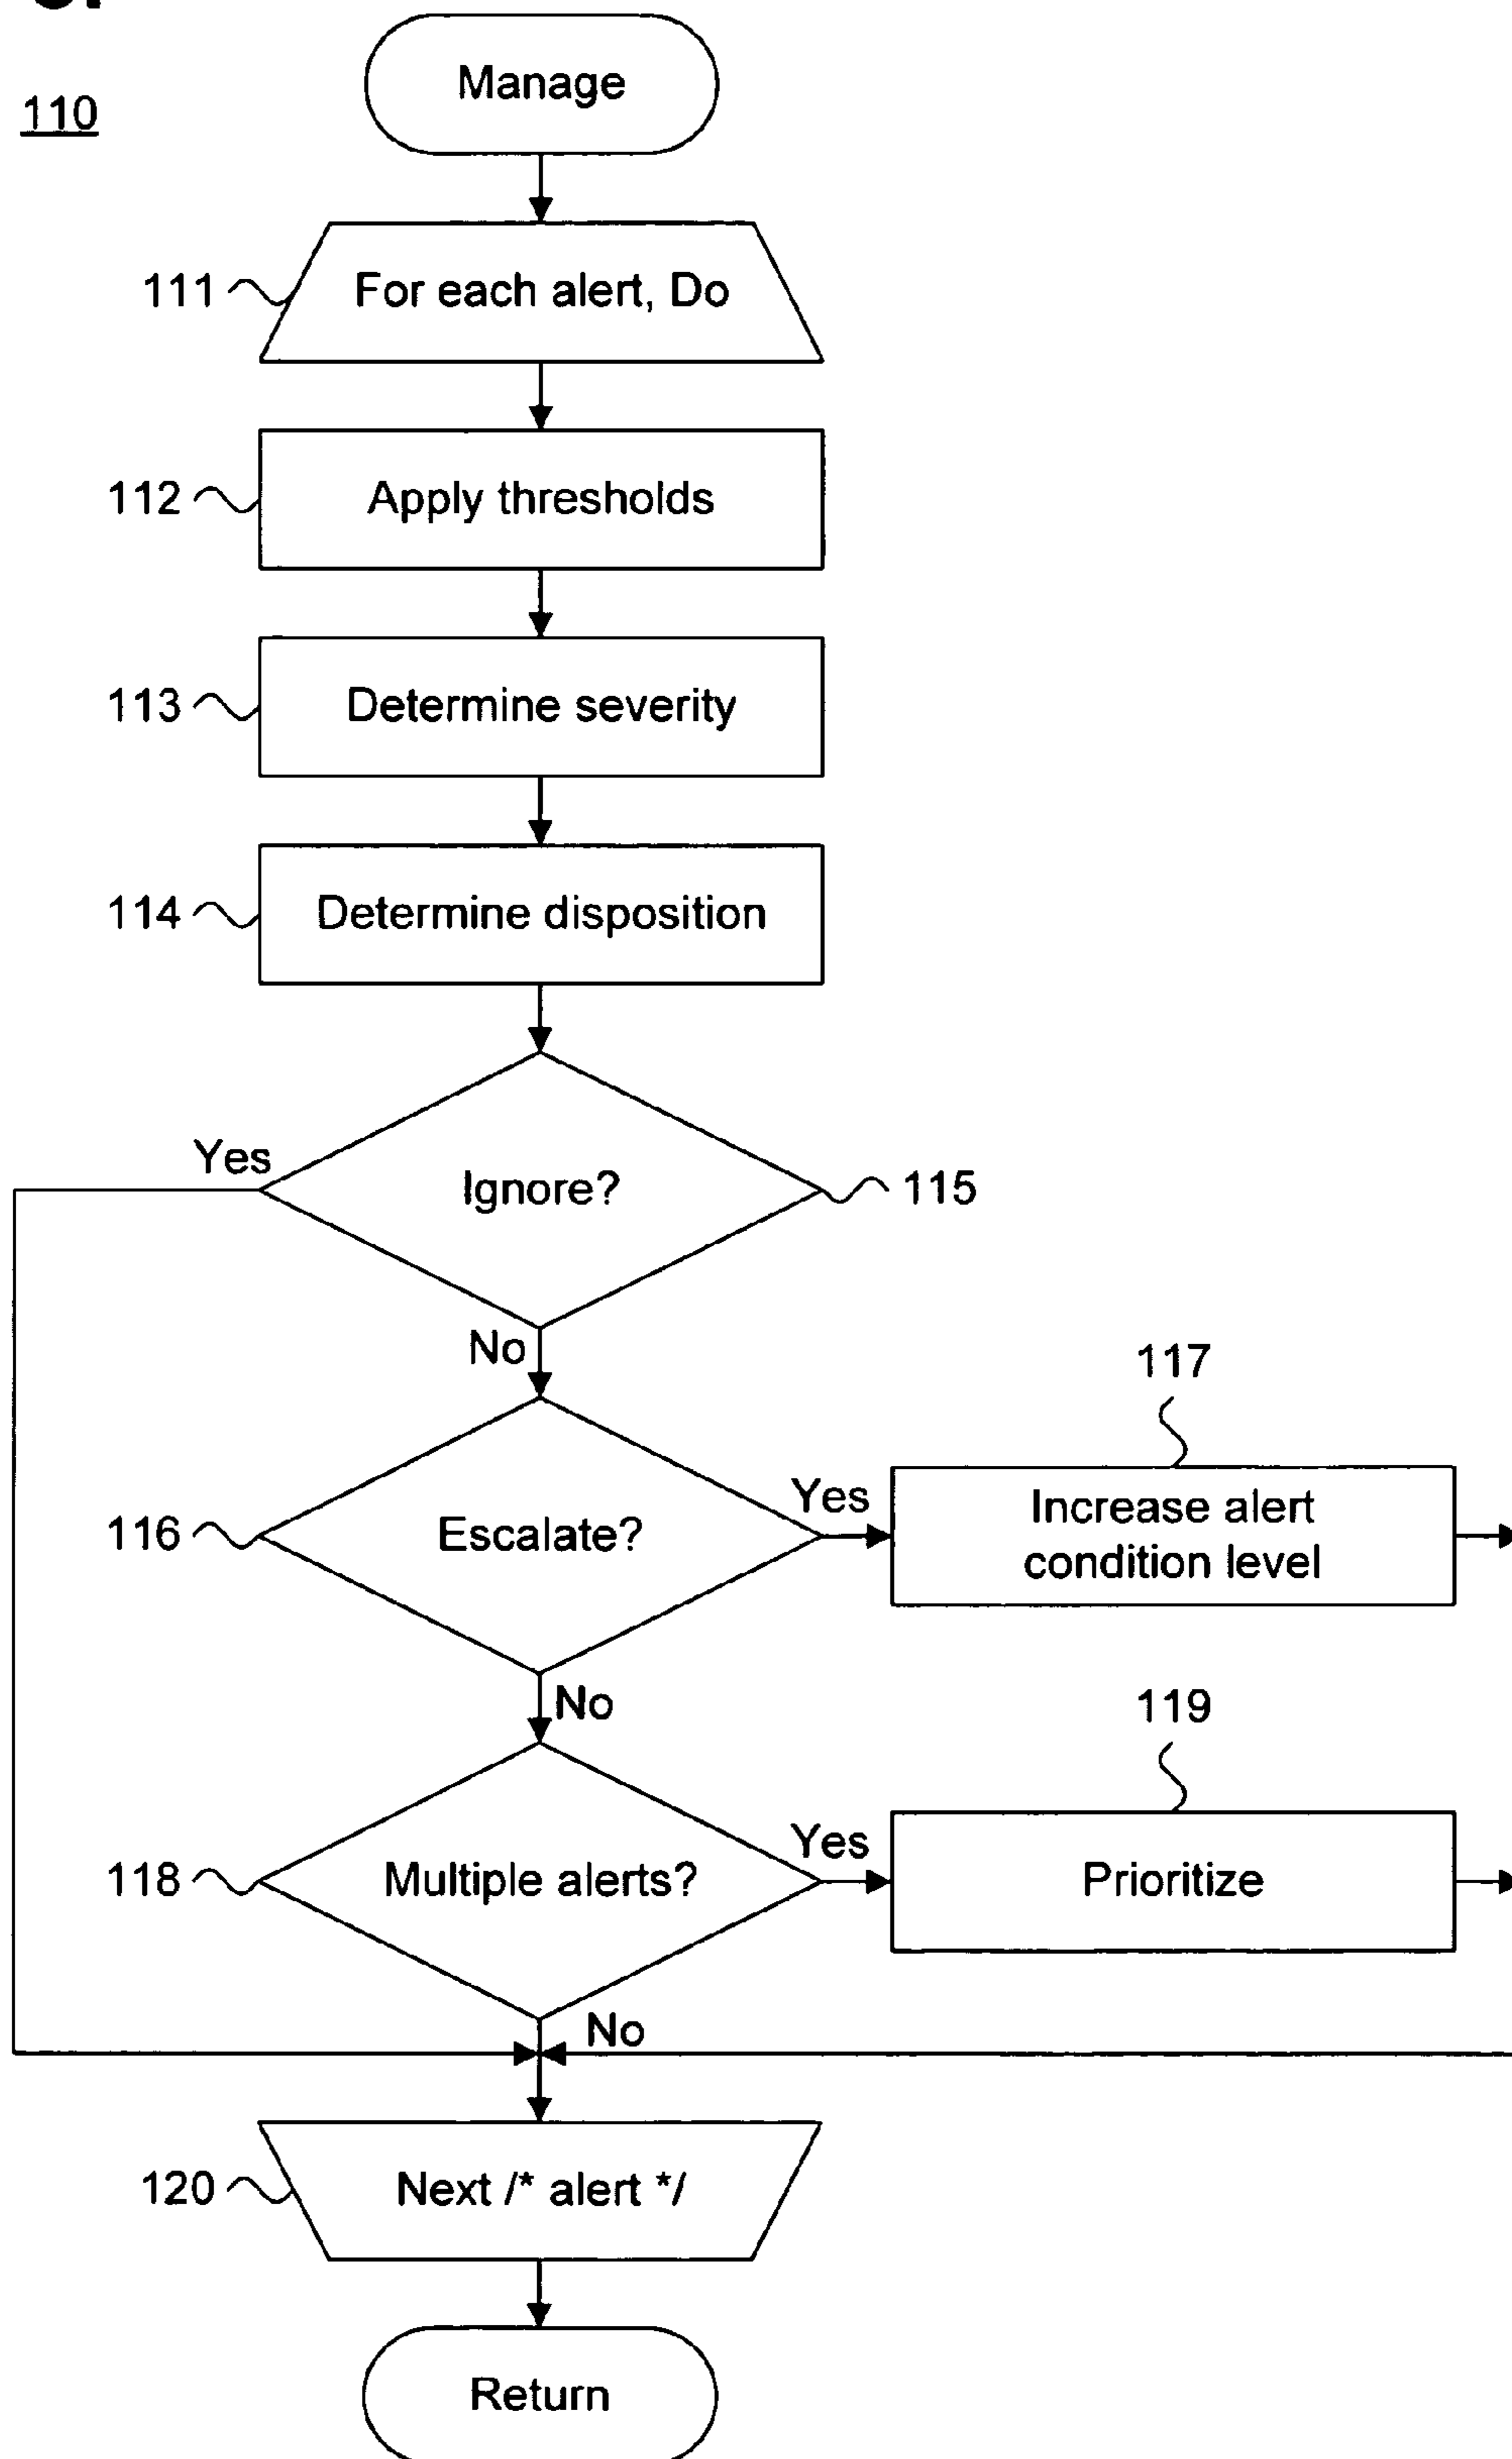 110
Manage
111
For each alert, Do
112
Apply thresholds
113
Determine severity
114
Determine disposition
Yes
Ignore?
115
No
117
116
Escalate?
Yes
Increase alert
condition level
No
119
118
Multiple alerts?
Yes
Prioritize
No
120
Next /* alert */
Return